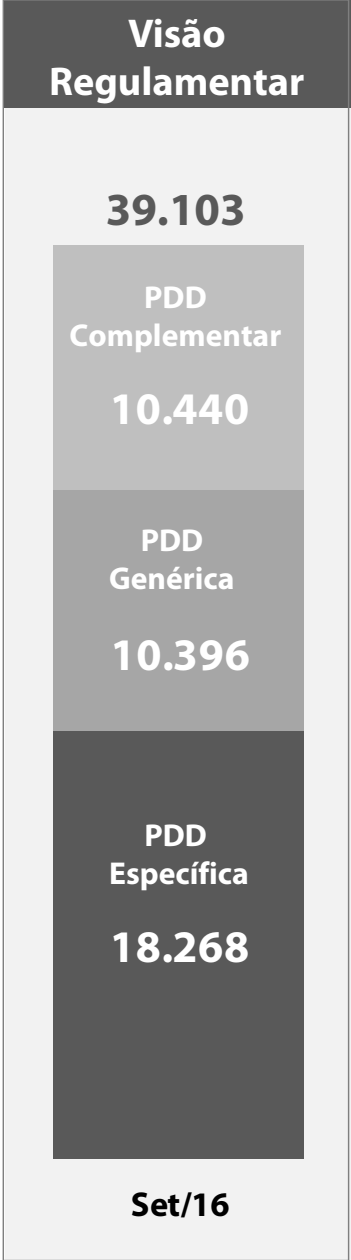 Visão
Regulamentar
39.103
PDD
Complementar
10.440
PDD
Genérica
10.396
PDD
Específica
18.268
Set/16